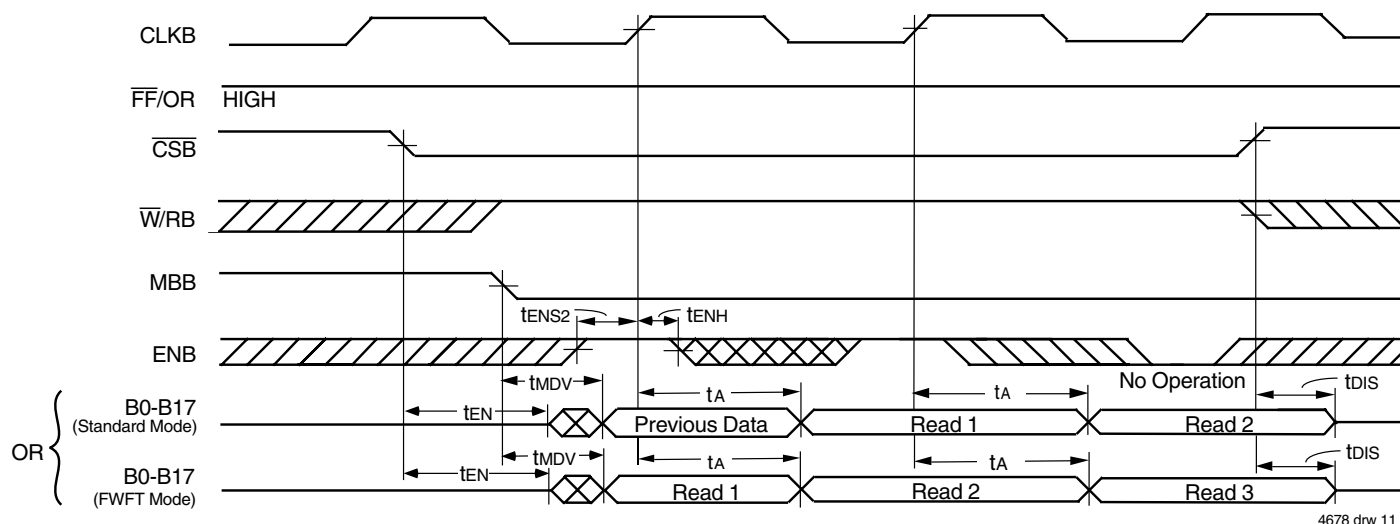 CLKB
FF/OR HIGH
CSB
W/RB
MBB
tENS2 tENH
ENB
No Operation
tMDV tA tA tDIS
B0-B17
(Standard Mode)
tEN Previous Data Read 1 Read 2
OR
tMDV tA tA tDIS
B0-B17
(FWFT Mode)
tEN Read 1 Read 2 Read 3
4678 drw 11